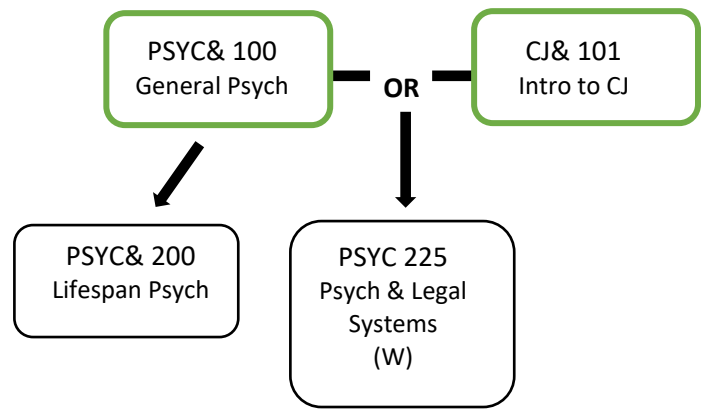 PSYC& 100
General Psych
OR
CJ& 101
Intro to CJ
PSYC& 200
Lifespan Psych
PSYC 225
Psych & Legal
Systems
(W)